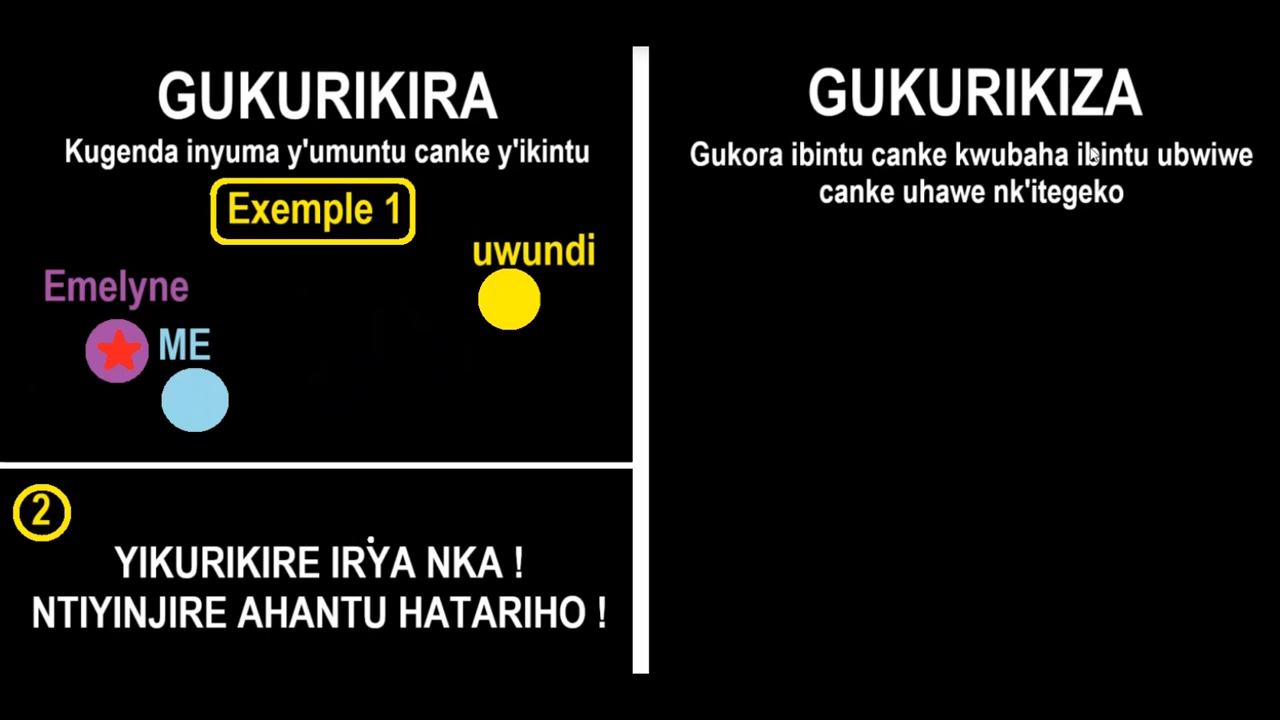 GUKURIKIRA
Kugenda inyuma y'umuntu canke y'ikintu
Exemple 1
uwundi
Emelyne
ME
2
YIKURIKIRE IRYA NKA !
NTIYINJIRE AHANTU HATARIHO !
GUKURIKIZA
Gukora ibintu canke kwubaha ibintu ubwiwe
canke uhawe nk'itegeko